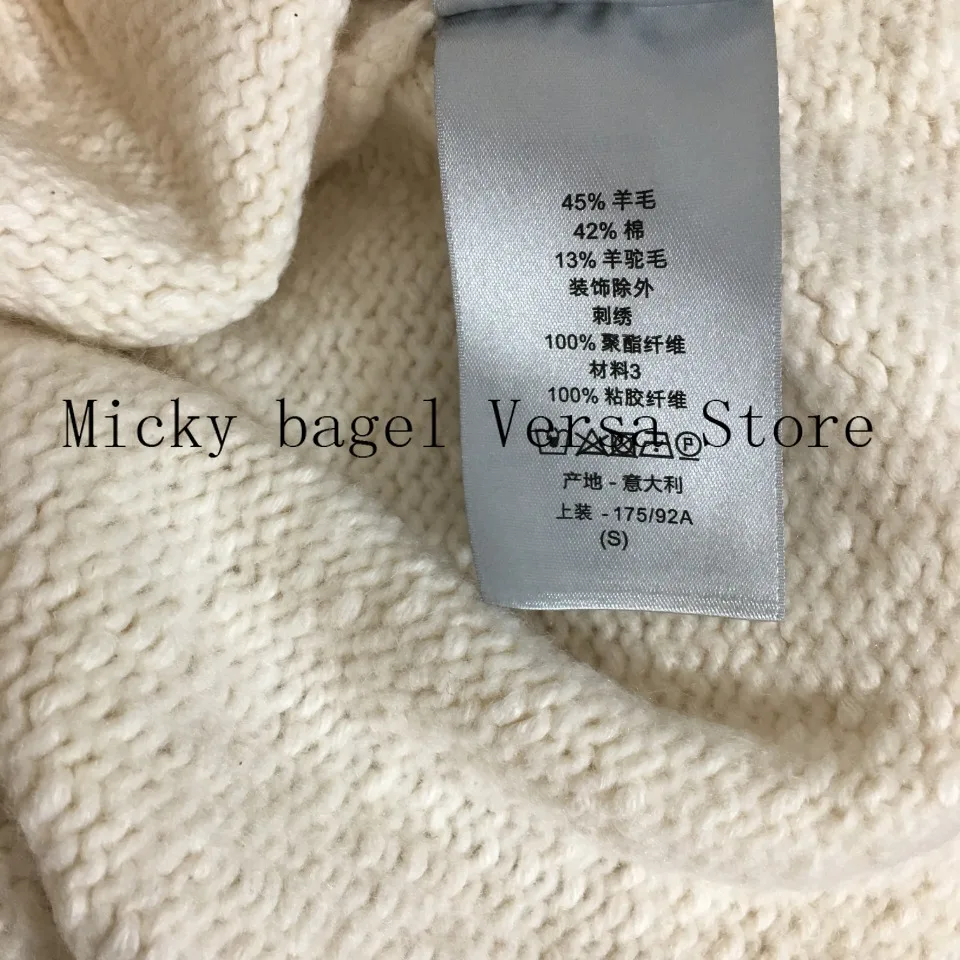 45% 羊毛
42% 棉
13% 羊驼毛
装饰除外
刺绣
100% 聚酯纤维
材料3
100% 粘胶纤维
Micky bagel Versa Store
F
产地 - 意大利
上装 - 175/92A
(S)